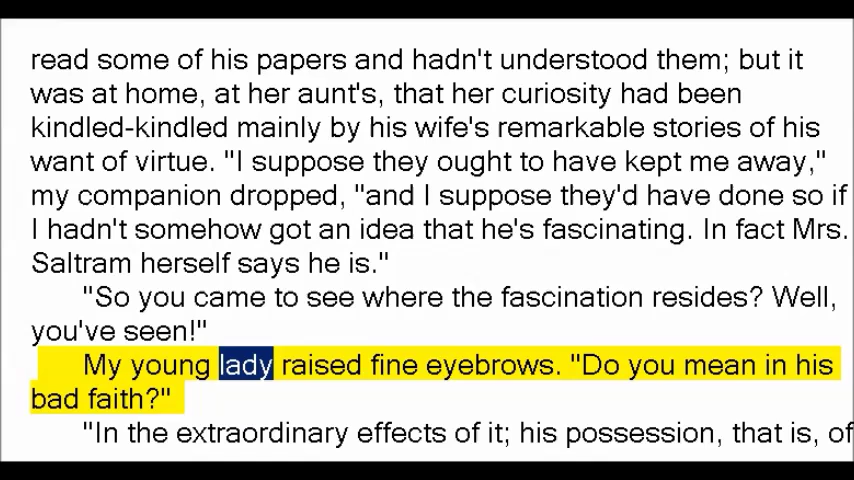 read some of his papers and hadn't understood them; but it
was at home, at her aunt's, that her curiosity had been
kindled-kindled mainly by his wife's remarkable stories of his
want of virtue. "I suppose they ought to have kept me away,"
my companion dropped, "and I suppose they'd have done so if
I hadn't somehow got an idea that he's fascinating. In fact Mrs.
Saltram herself says he is."
"So you came to see where the fascination resides? Well,
you've seen!"
My young lady raised fine eyebrows. "Do you mean in his
bad faith?"
"In the extraordinary effects of it; his possession, that is, of